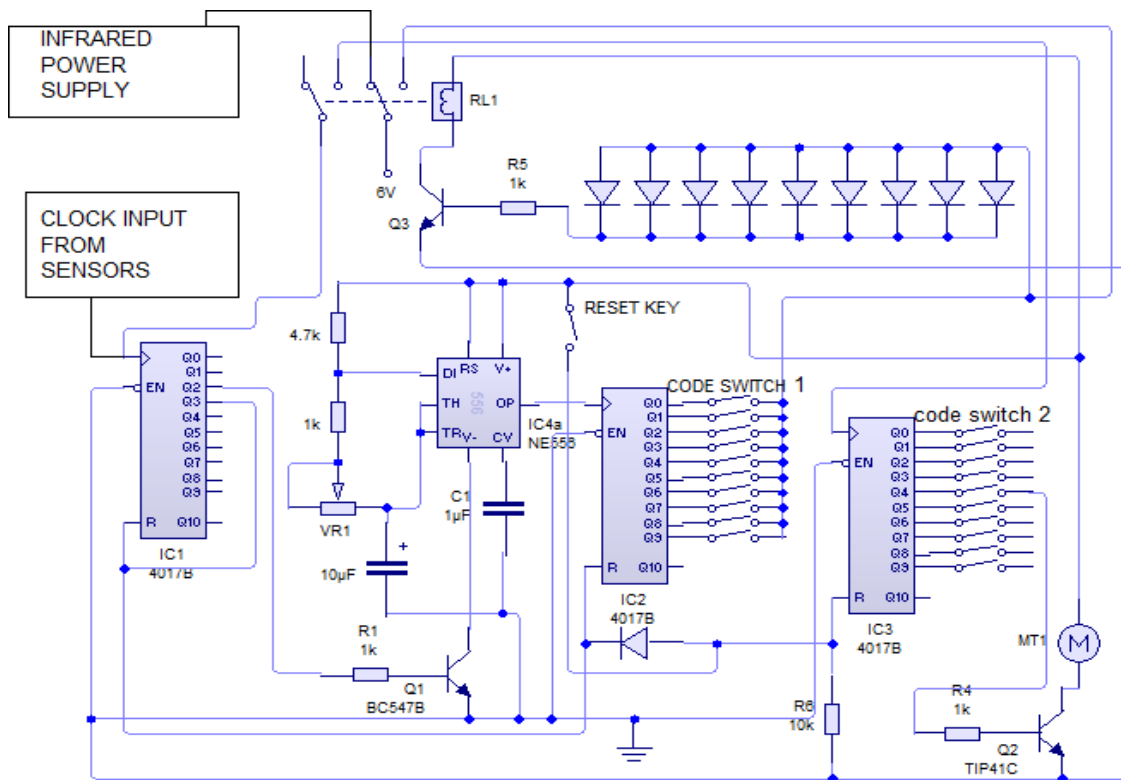 INFRARED
POWER
SUPPLY
RL1
6V
R5
1k
Q3
CLOCK INPUT
FROM
SENSORS
RESET KEY
4.7k
1k
VR1
10µF
+
DI
RS
V+
TH
OP
TR
V-
CV
556
IC4a
NE556
C1
1µF
EN
Q0
Q1
Q2
Q3
Q4
Q5
Q6
Q7
Q8
Q9
R
Q10
IC1
4017B
R1
1k
Q1
BC547B
CODE SWITCH 1
EN
Q0
Q1
Q2
Q3
Q4
Q5
Q6
Q7
Q8
Q9
R
Q10
IC2
4017B
code switch 2
EN
Q0
Q1
Q2
Q3
Q4
Q5
Q6
Q7
Q8
Q9
R
Q10
IC3
4017B
R6
10k
R4
1k
MT1
M
Q2
TIP41C